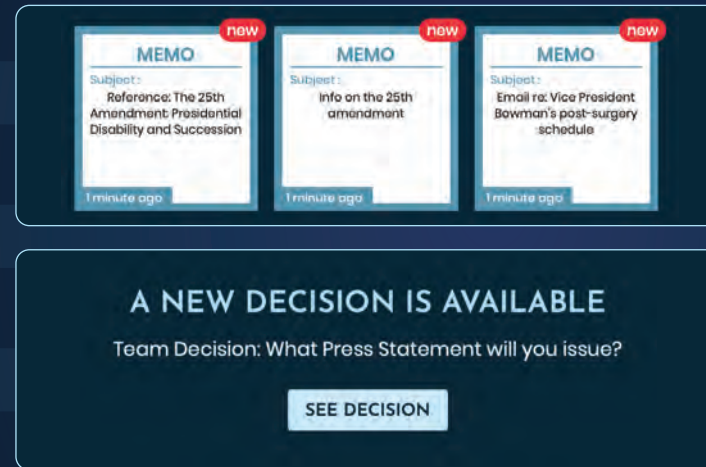 new
MEMO
Subject:
Reference: The 25th
Amendment: Presidential
Disability and Succession
1 minute ago
new
MEMO
Subject:
Info on the 25th
amendment
1 minute ago
new
MEMO
Subject:
Email re: Vice President
Bowman's post-surgery
schedule
1 minute ago
A NEW DECISION IS AVAILABLE
Team Decision: What Press Statement will you issue?
SEE DECISION